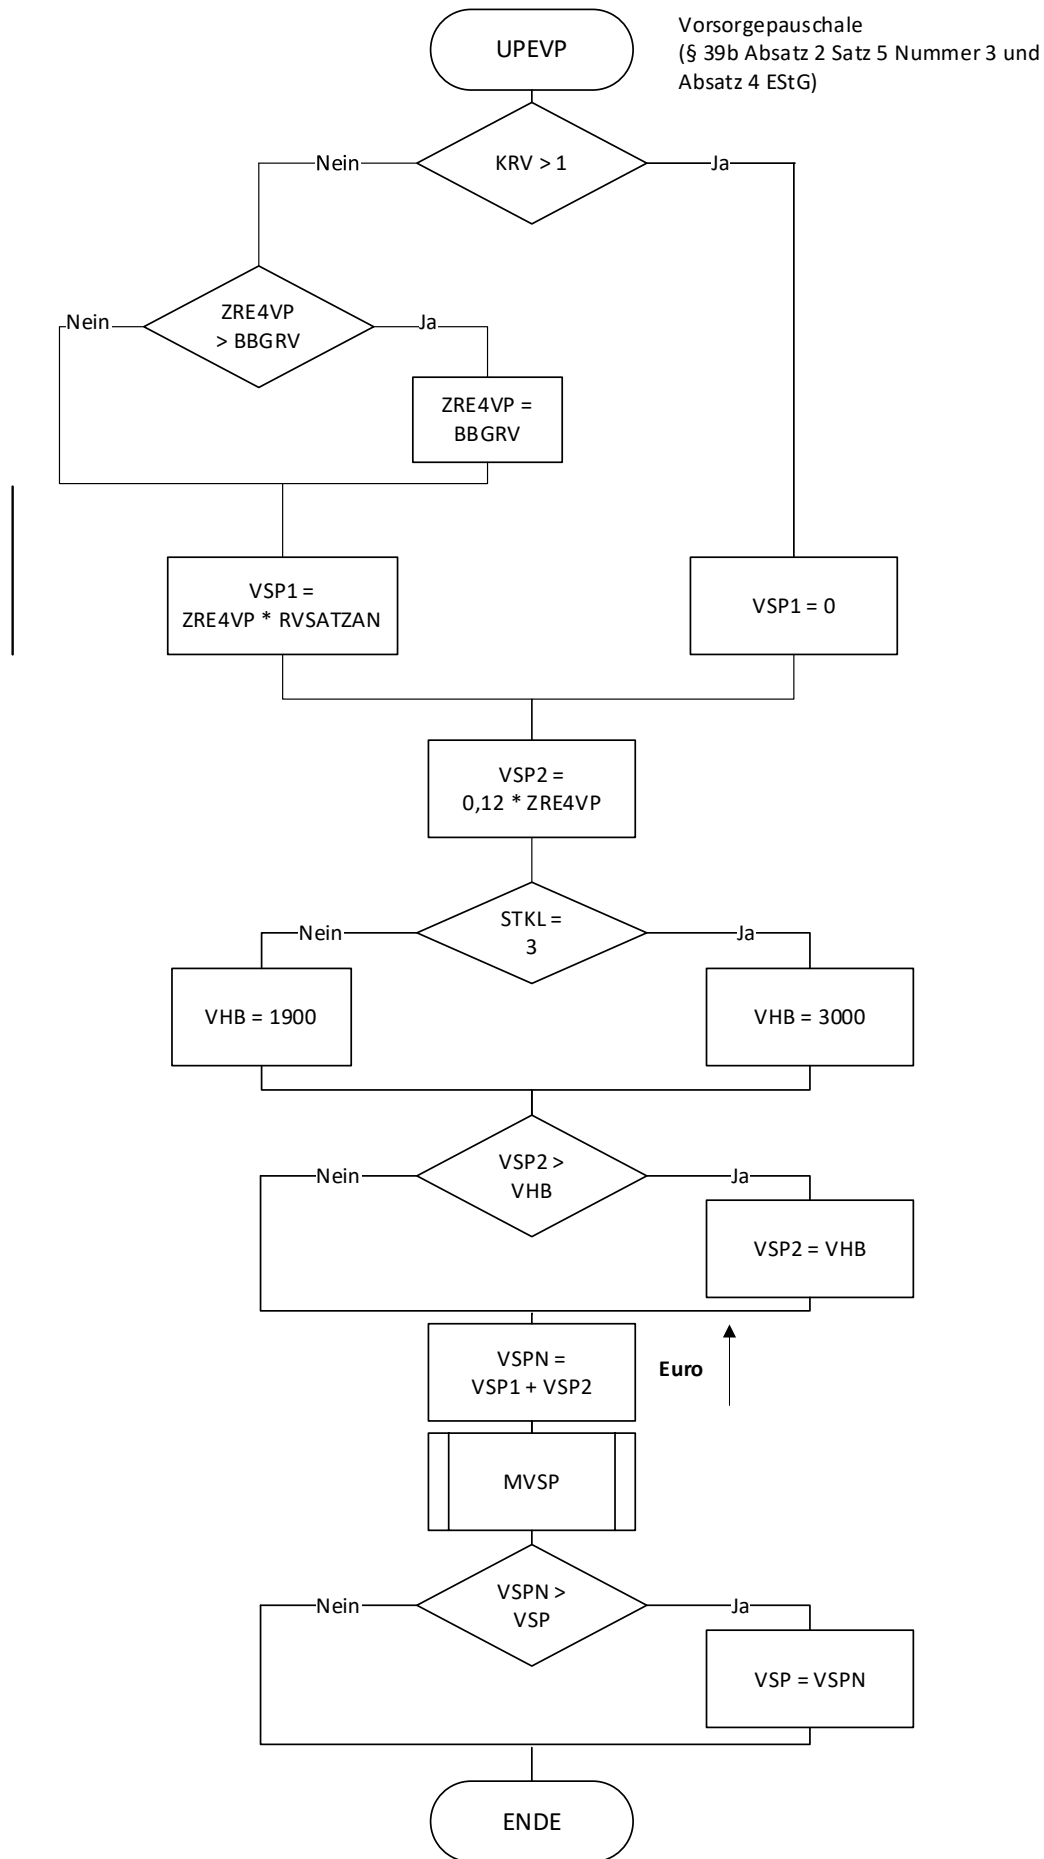 UPEVP
Vorsorgepauschale
(§ 39b Absatz 2 Satz 5 Nummer 3 und
Absatz 4 EStG)
Nein
KRV > 1
Ja
Nein
ZRE4VP
> BBGRV
Ja
ZRE4VP =
BBGRV
VSP1 =
ZRE4VP * RVSATZAN
VSP1 = 0
VSP2 =
0,12 * ZRE4VP
Nein
STKL =
3
Ja
VHB = 1900
VHB = 3000
Nein
VSP2 >
VHB
Ja
VSP2 = VHB
VSPN =
VSP1 + VSP2
Euro
MVSP
Nein
VSPN >
VSP
Ja
VSP = VSPN
ENDE